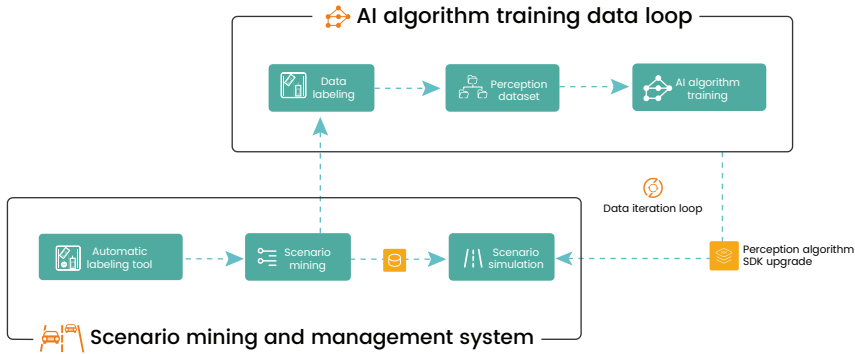 AI algorithm training data loop
Data
labeling
Perception
dataset
AI algorithm
training
Data iteration loop
Automatic
labeling tool
Scenario
mining
Scenario
simulation
Perception algorithm
SDK upgrade
Scenario mining and management system